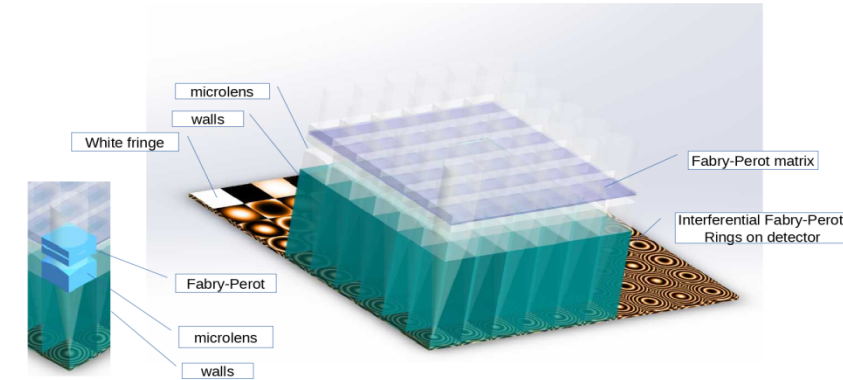 microlens
walls
White fringe
Fabry-Perot matrix
Interferential Fabry-Perot
Rings on detector
Fabry-Perot
microlens
walls